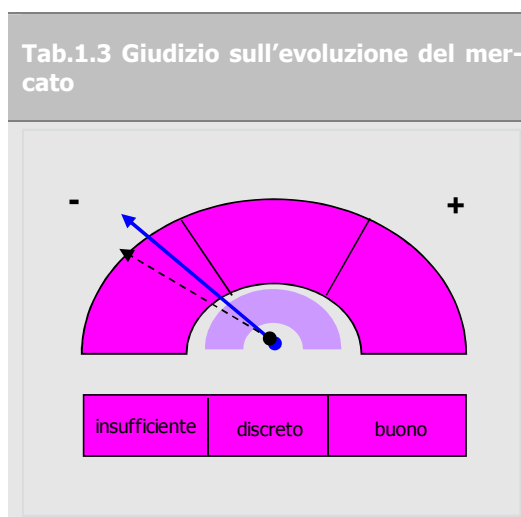 Tab.1.3 Giudizio sull'evoluzione del mer-
cato
- +
insufficiente discreto buono